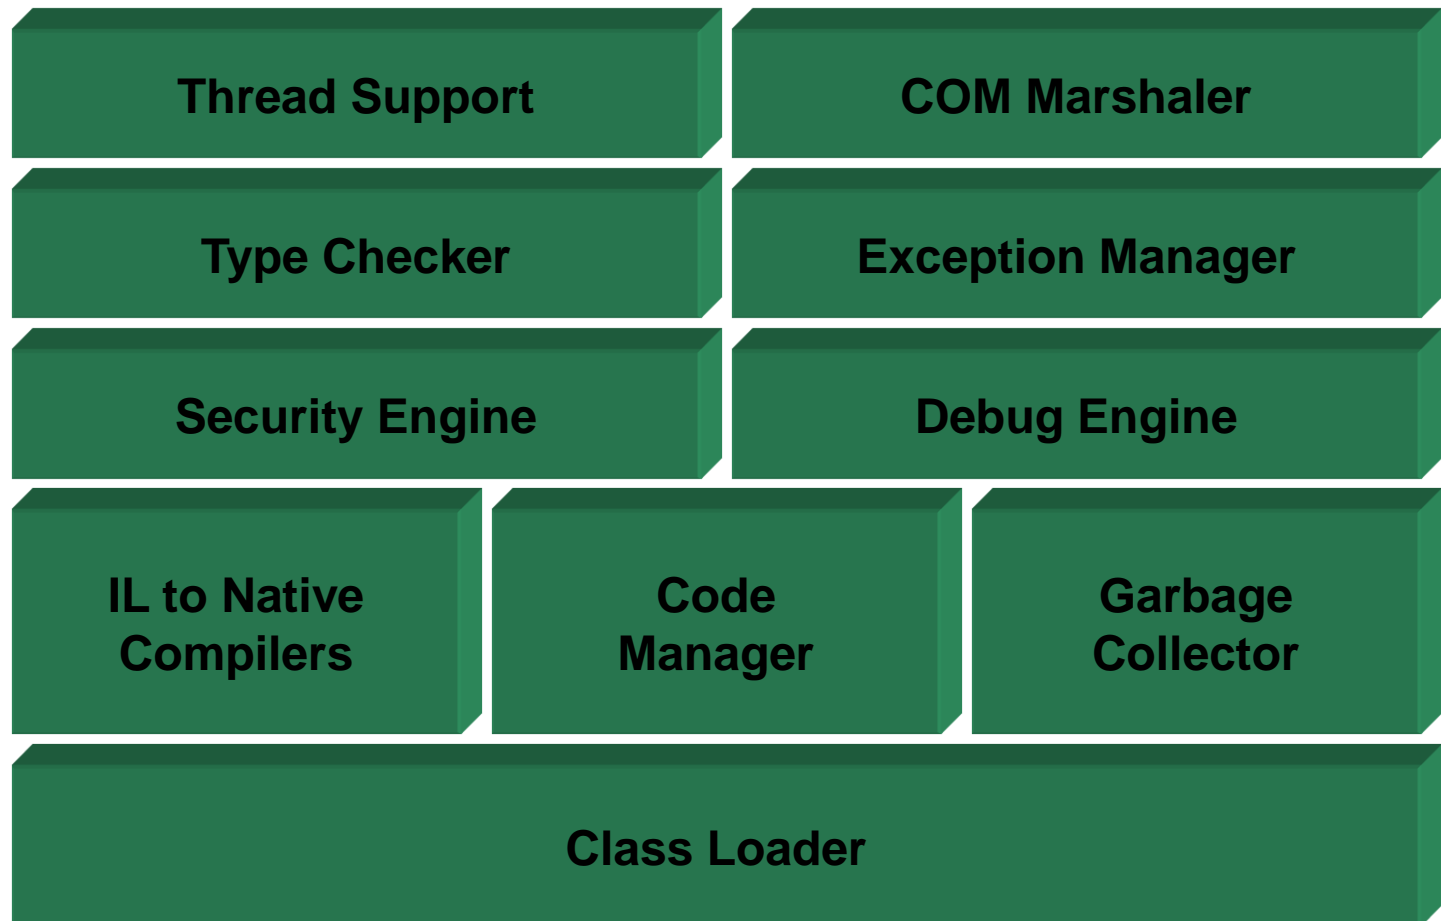 Thread Support
COM Marshaler
Type Checker
Exception Manager
Security Engine
Debug Engine
IL to Native
Compilers
Code
Manager
Garbage
Collector
Class Loader